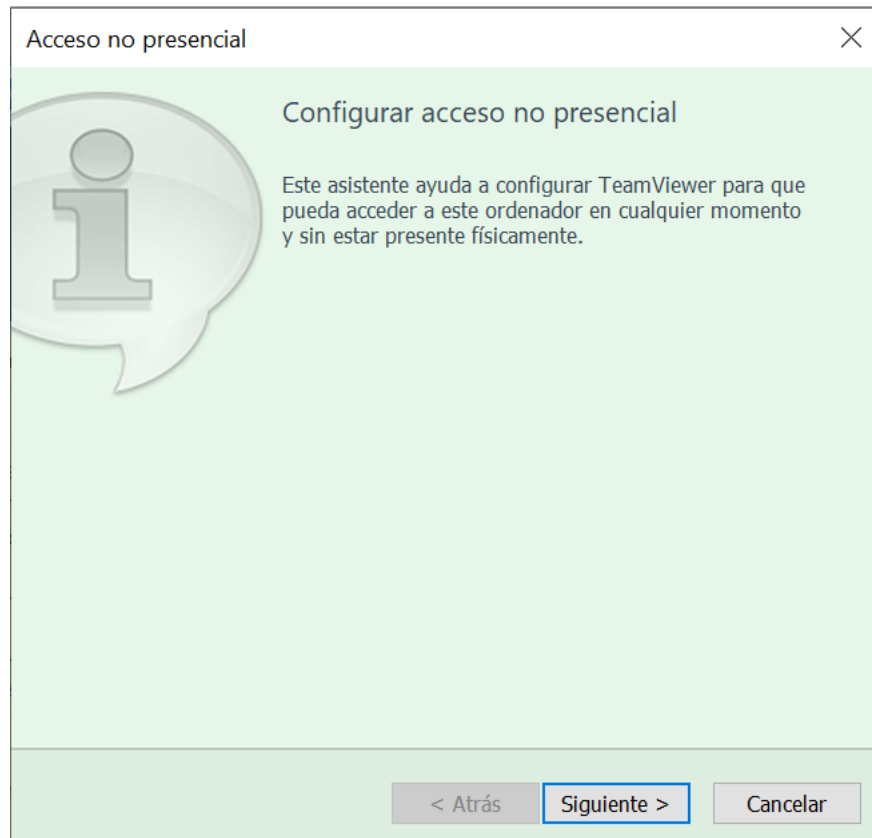 Acceso no presencial
Configurar acceso no presencial
Este asistente ayuda a configurar TeamViewer para que
pueda acceder a este ordenador en cualquier momento
y sin estar presente físicamente.
< Atrás Siguiente > Cancelar